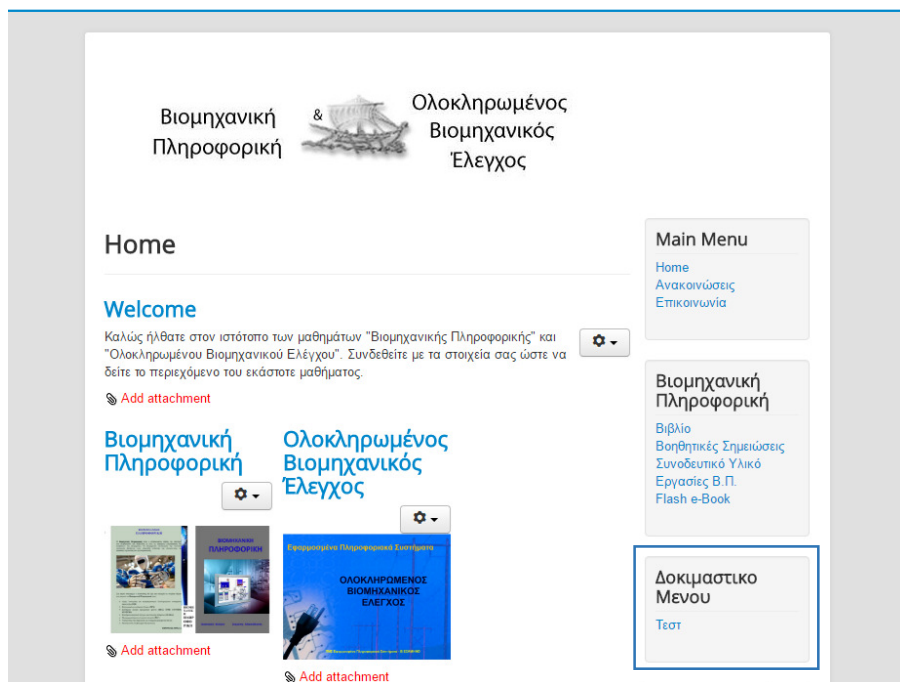 Βιομηχανική
Πληροφορική
&
Ολοκληρωμένος
Βιομηχανικός
Έλεγχος
Home
Welcome
Καλώς ήλθατε στον ιστότοπο των μαθημάτων "Βιομηχανικής Πληροφορικής" και
"Ολοκληρωμένου Βιομηχανικού Ελέγχου". Συνδεθείτε με τα στοιχεία σας ώστε να
δείτε το περιεχόμενο του εκάστοτε μαθήματος.
Add attachment
Βιομηχανική
Πληροφορική
ΒΙΟΜΗΧΑΝΙΚΗ
ΠΛΗΡΟΦΟΡΙΚΗ
Add attachment
Ολοκληρωμένος
Βιομηχανικός
Έλεγχος
Εφαρμοσμένα Πληροφοριακά Συστήματα
ΟΛΟΚΛΗΡΩΜΕΝΟΣ
ΒΙΟΜΗΧΑΝΙΚΟΣ
ΕΛΕΓΧΟΣ
Add attachment
Main Menu
Home
Ανακοινώσεις
Επικοινωνία
Βιομηχανική
Πληροφορική
Βιβλίο
Βοηθητικές Σημειώσεις
Συνοδευτικό Υλικό
Εργασίες Β.Π.
Flash e-Book
Δοκιμαστικο
Μενου
Τεστ